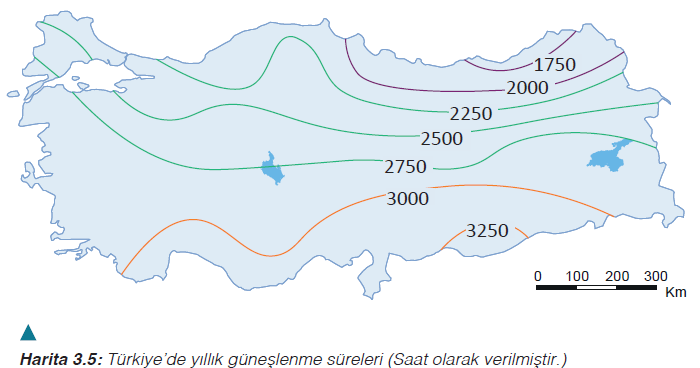 1750
2000
2250
2500
2750
3000
3250
0 100 200 300
Km
Harita 3.5: Türkiye’de yıllık güneşlenme süreleri (Saat olarak verilmiştir.)